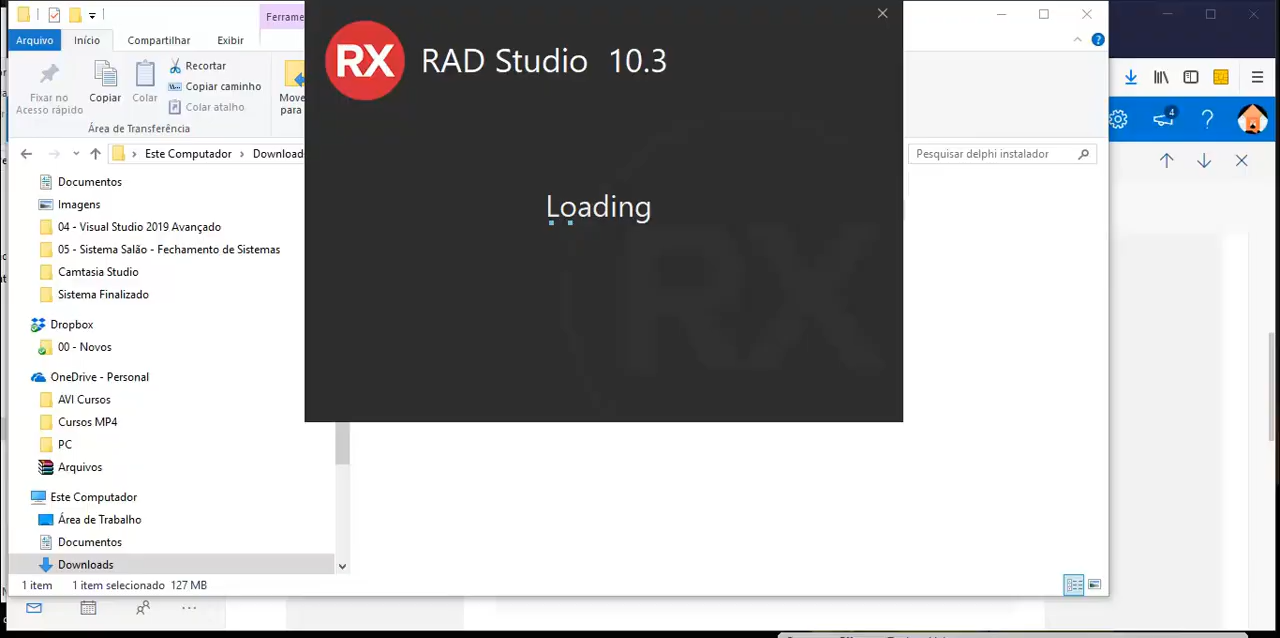 Ferrame
Arquivo
Início
Compartilhar
Exibir
Fixar no
Acesso rápido
Copiar
Colar
Recortar
Copiar caminho
Colar atalho
Move
para
Área de Transferência
RX RAD Studio 10.3
Loading
RX
4
Este Computador
Download
Pesquisar delphi instalador
Documentos
Imagens
04 - Visual Studio 2019 Avançado
05 - Sistema Salão - Fechamento de Sistemas
Camtasia Studio
Sistema Finalizado
Dropbox
00 - Novos
OneDrive - Personal
AVI Cursos
Cursos MP4
PC
Arquivos
Este Computador
Área de Trabalho
Documentos
Downloads
1 item 1 item selecionado 127 MB